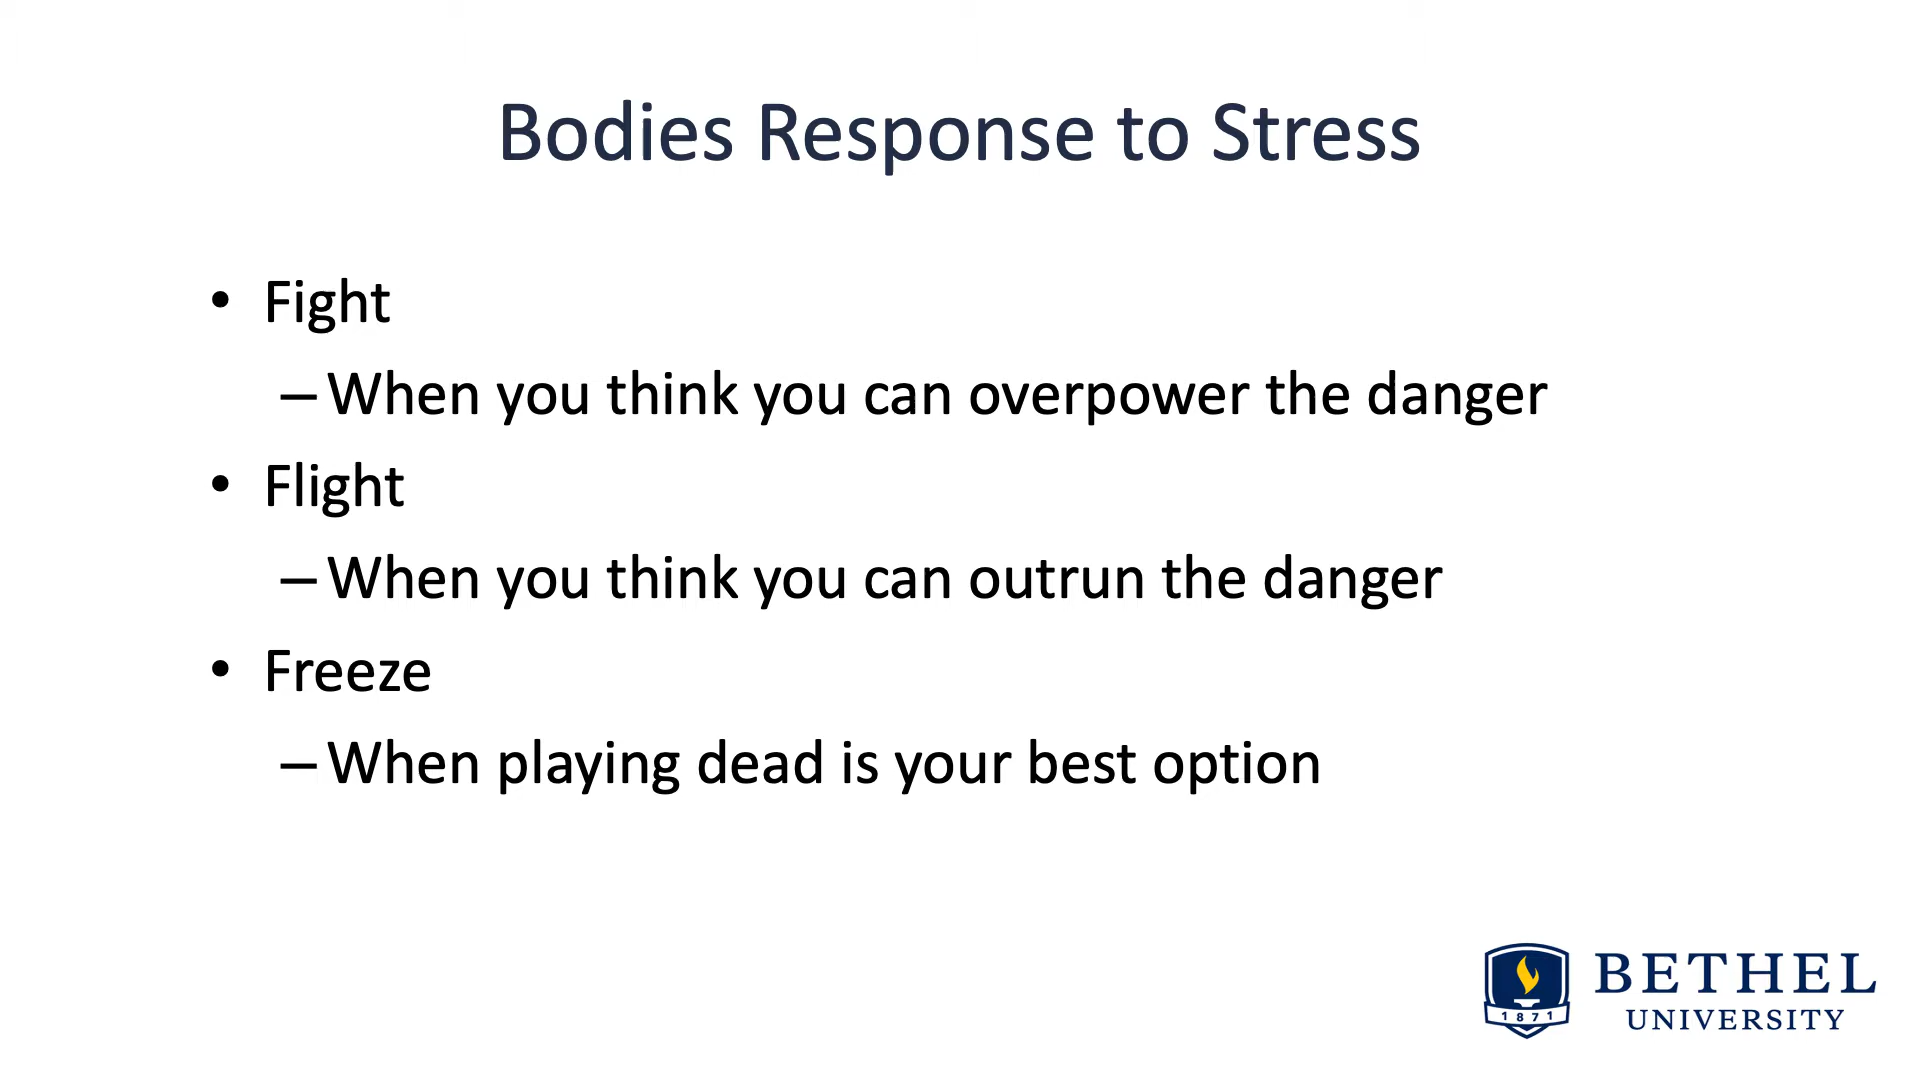 Bodies Response to Stress
• Fight
– When you think you can overpower the danger
• Flight
– When you think you can outrun the danger
• Freeze
– When playing dead is your best option
1871
BETHEL
UNIVERSITY